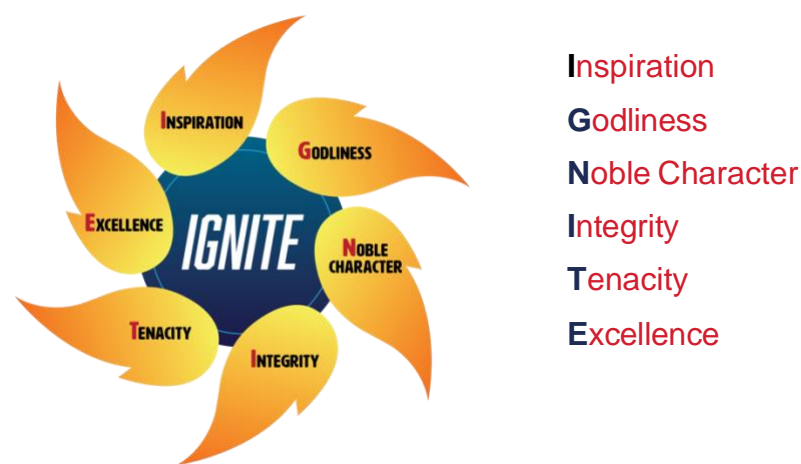 INSPIRATION
GODLINESS
EXCELLENCE
IGNITE
NOBLE
CHARACTER
TENACITY
INTEGRITY
Inspiration
Godliness
Noble Character
Integrity
Tenacity
Excellence